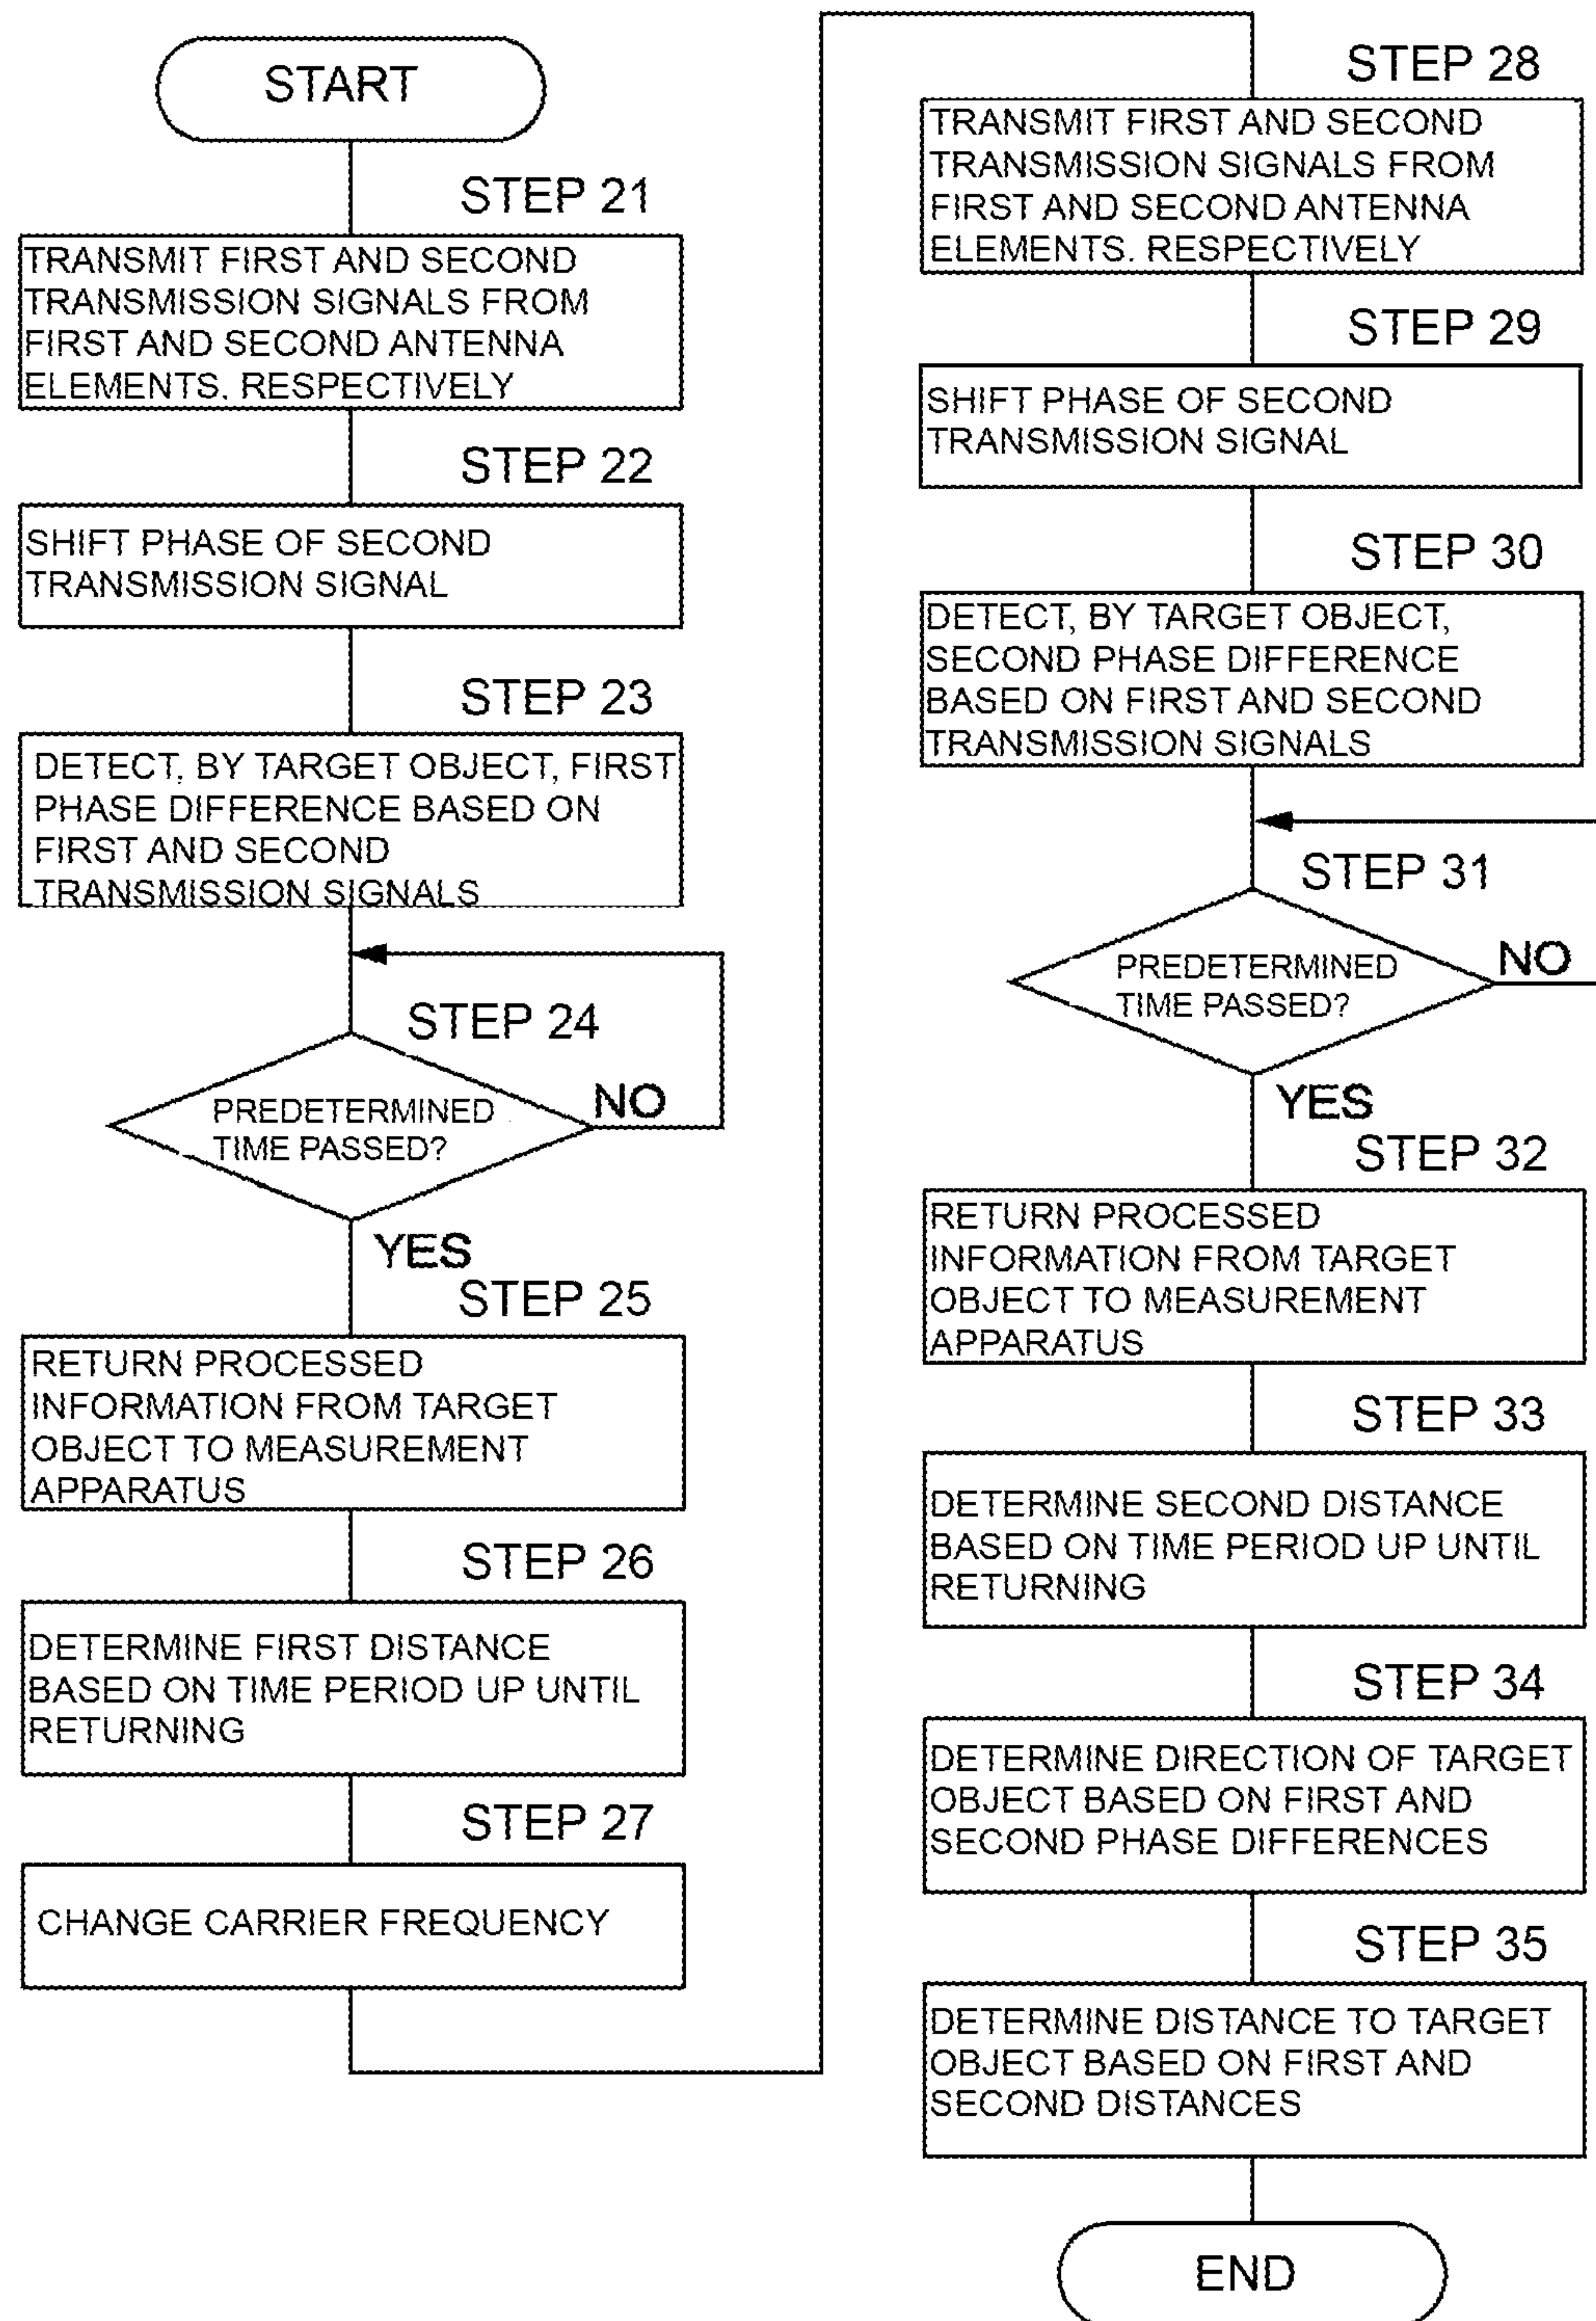 START
STEP 21
TRANSMIT FIRST AND SECOND
TRANSMISSION SIGNALS FROM
FIRST AND SECOND ANTENNA
ELEMENTS. RESPECTIVELY
STEP 22
SHIFT PHASE OF SECOND
TRANSMISSION SIGNAL
STEP 23
DETECT, BY TARGET OBJECT, FIRST
PHASE DIFFERENCE BASED ON
FIRST AND SECOND
TRANSMISSION SIGNALS
STEP 24
PREDETERMINED
TIME PASSED?
NO
YES
STEP 25
RETURN PROCESSED
INFORMATION FROM TARGET
OBJECT TO MEASUREMENT
APPARATUS
STEP 26
DETERMINE FIRST DISTANCE
BASED ON TIME PERIOD UP UNTIL
RETURNING
STEP 27
CHANGE CARRIER FREQUENCY
STEP 28
TRANSMIT FIRST AND SECOND
TRANSMISSION SIGNALS FROM
FIRST AND SECOND ANTENNA
ELEMENTS. RESPECTIVELY
STEP 29
SHIFT PHASE OF SECOND
TRANSMISSION SIGNAL
STEP 30
DETECT, BY TARGET OBJECT,
SECOND PHASE DIFFERENCE
BASED ON FIRST AND SECOND
TRANSMISSION SIGNALS
STEP 31
PREDETERMINED
TIME PASSED?
NO
YES
STEP 32
RETURN PROCESSED
INFORMATION FROM TARGET
OBJECT TO MEASUREMENT
APPARATUS
STEP 33
DETERMINE SECOND DISTANCE
BASED ON TIME PERIOD UP UNTIL
RETURNING
STEP 34
DETERMINE DIRECTION OF TARGET
OBJECT BASED ON FIRST AND
SECOND PHASE DIFFERENCES
STEP 35
DETERMINE DISTANCE TO TARGET
OBJECT BASED ON FIRST AND
SECOND DISTANCES
END